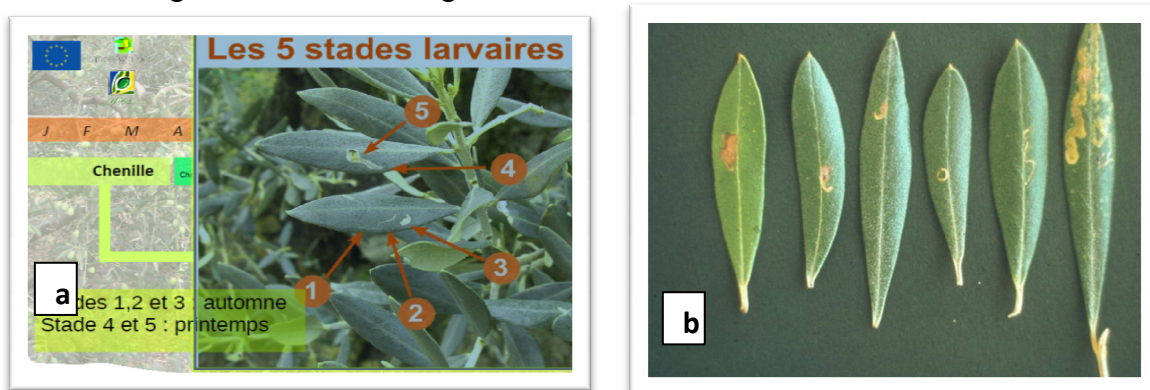 Les 5 stades larvaires
J F M A
Chenille
5
4
3
1
2
a
des 1,2 et 3 : automne
Stade 4 et 5 : printemps
b